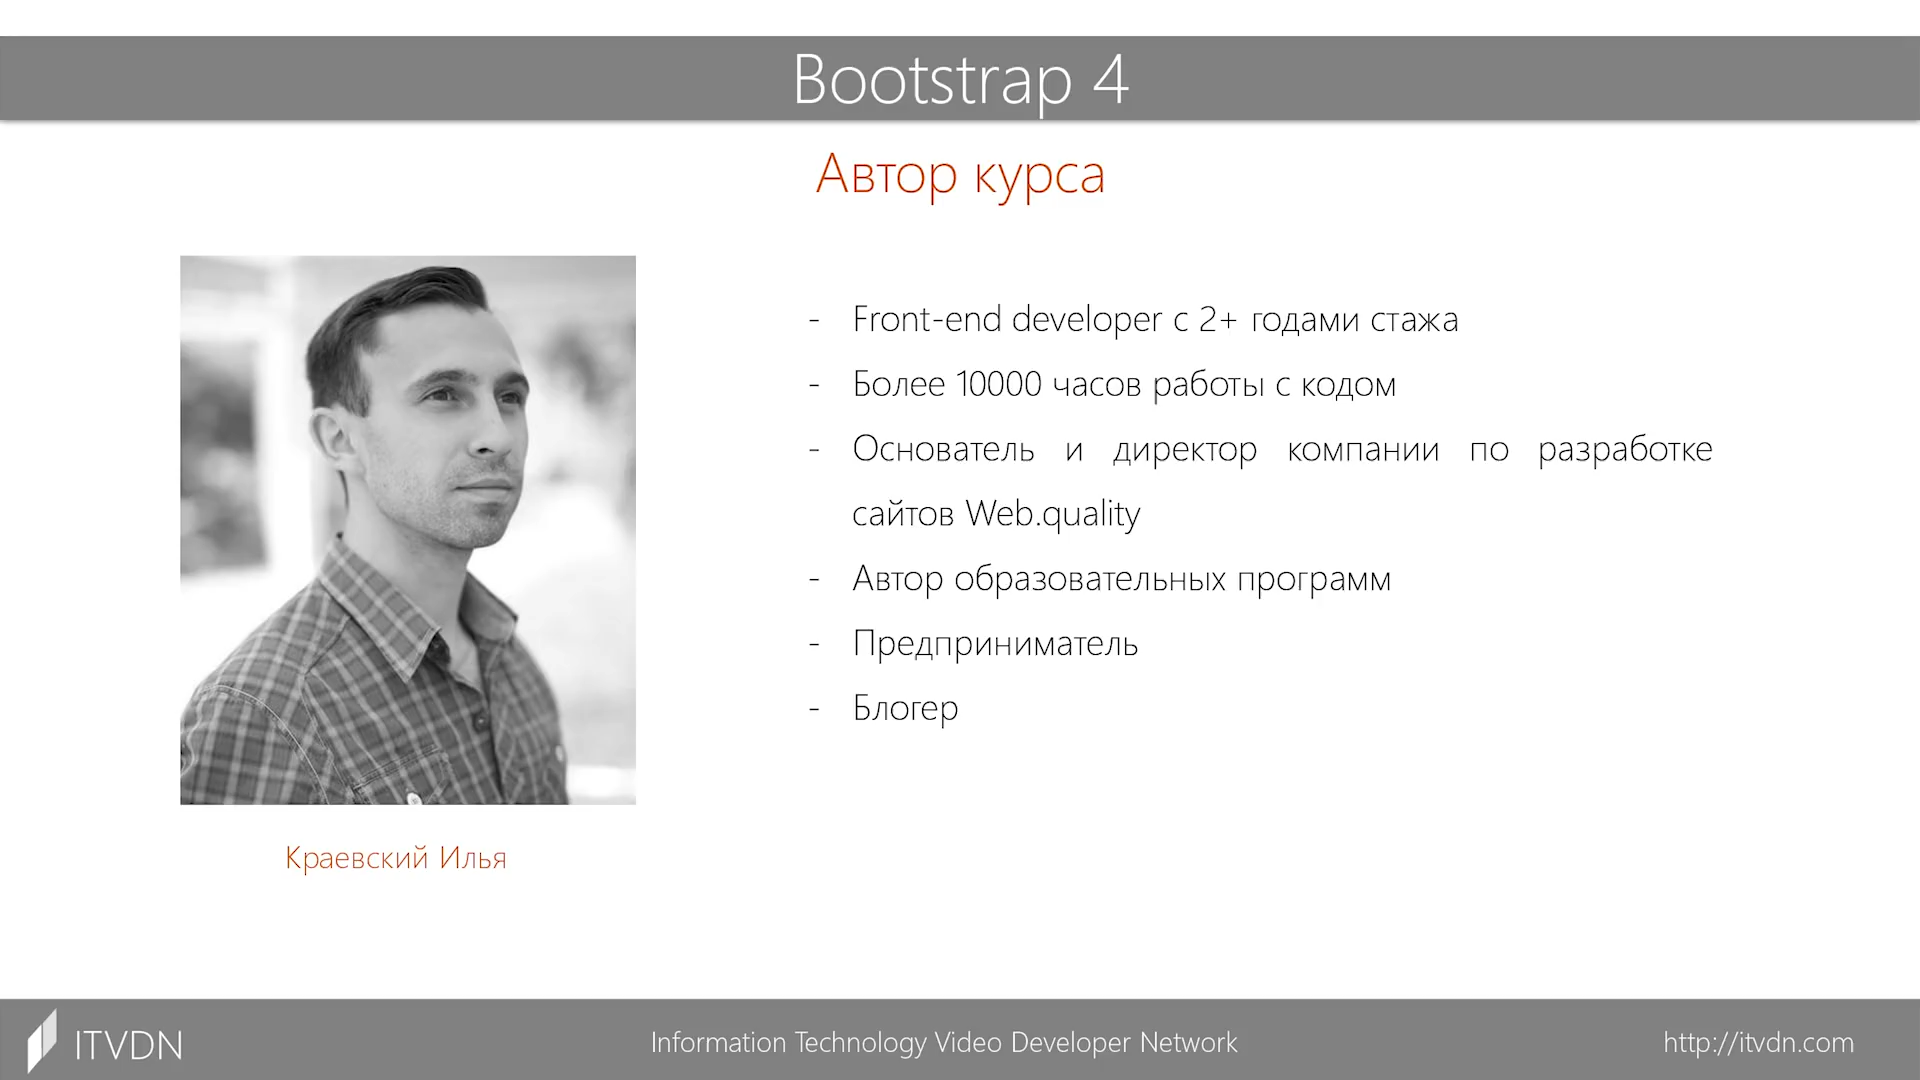 Bootstrap 4
Автор курса
- Front-end developer с 2+ годами стажа
- Более 10000 часов работы с кодом
- Основатель и директор компании по разработке
сайтов Web.quality
- Автор образовательных программ
- Предприниматель
- Блогер
Краевский Илья
ITVDN
Information Technology Video Developer Network
http://itvdn.com